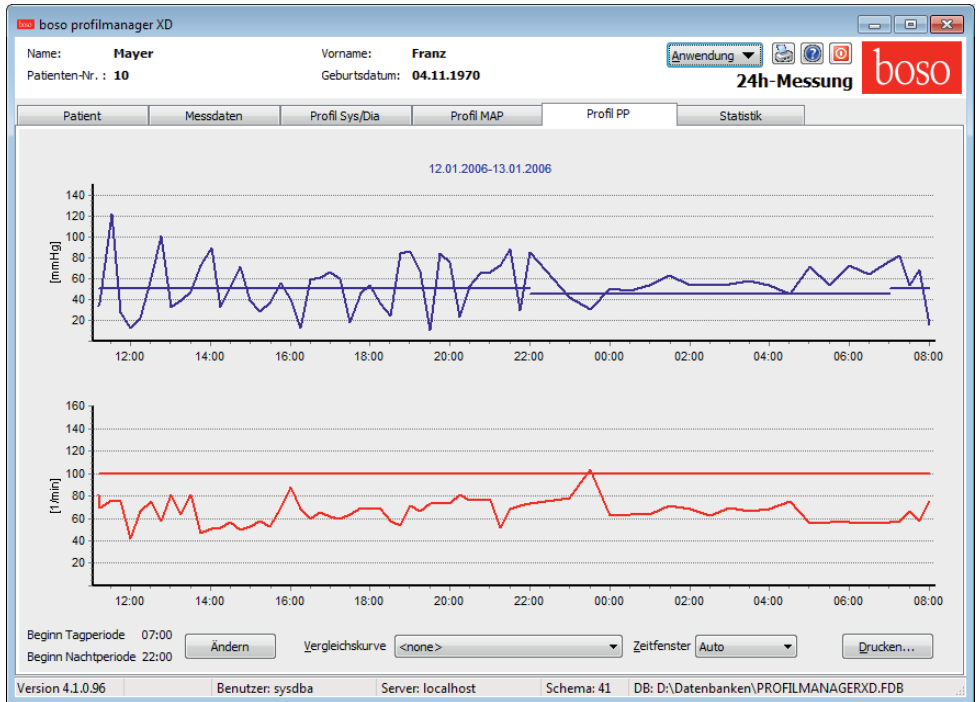 boso boso profilmanager XD
Name: Mayer Vorname: Franz Anwendung
Patienten-Nr. : 10 Geburtsdatum: 04.11.1970 24h-Messung
boso
Patient Messdaten Profil Sys/Dia Profil MAP Profil PP Statistik
12.01.2006-13.01.2006
[mmHg]
140
120
100
80
60
40
20
12:00 14:00 16:00 18:00 20:00 22:00 00:00 02:00 04:00 06:00 08:00
[1/min]
160
140
120
100
80
60
40
20
12:00 14:00 16:00 18:00 20:00 22:00 00:00 02:00 04:00 06:00 08:00
Beginn Tagperiode 07:00
Beginn Nachtperiode 22:00
Ändern Vergleichskurve <none> Zeitfenster Auto Drucken...
Version 4.1.0.96 Benutzer: sysdba Server: localhost Schema: 41 DB: D:\Datenbanken\PROFILMANAGERXD.FDB